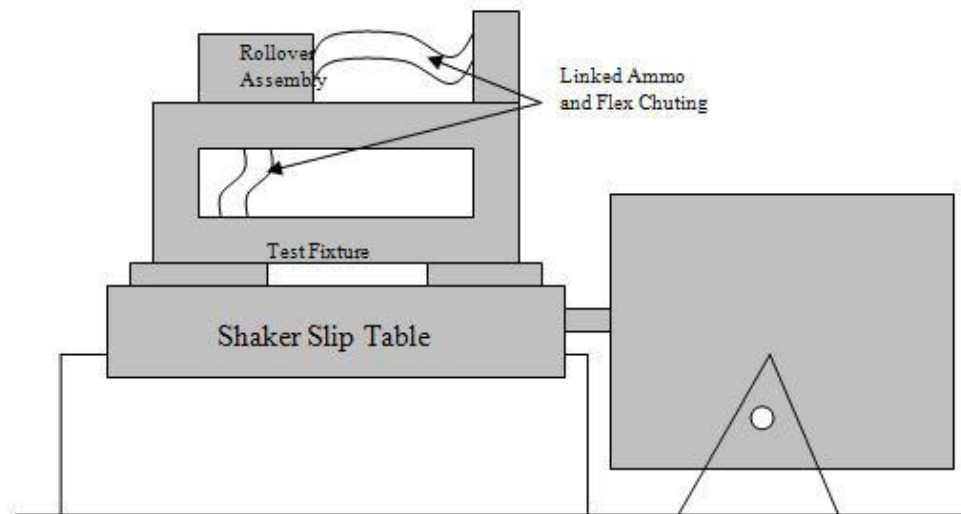 Rollover
Assembly
Linked Ammo
and Flex Chuting
Test Fixture
Shaker Slip Table